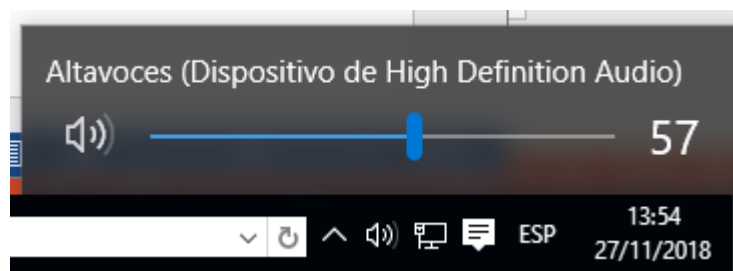 Altavoces (Dispositivo de High Definition Audio)
57
ESP
13:54
27/11/2018